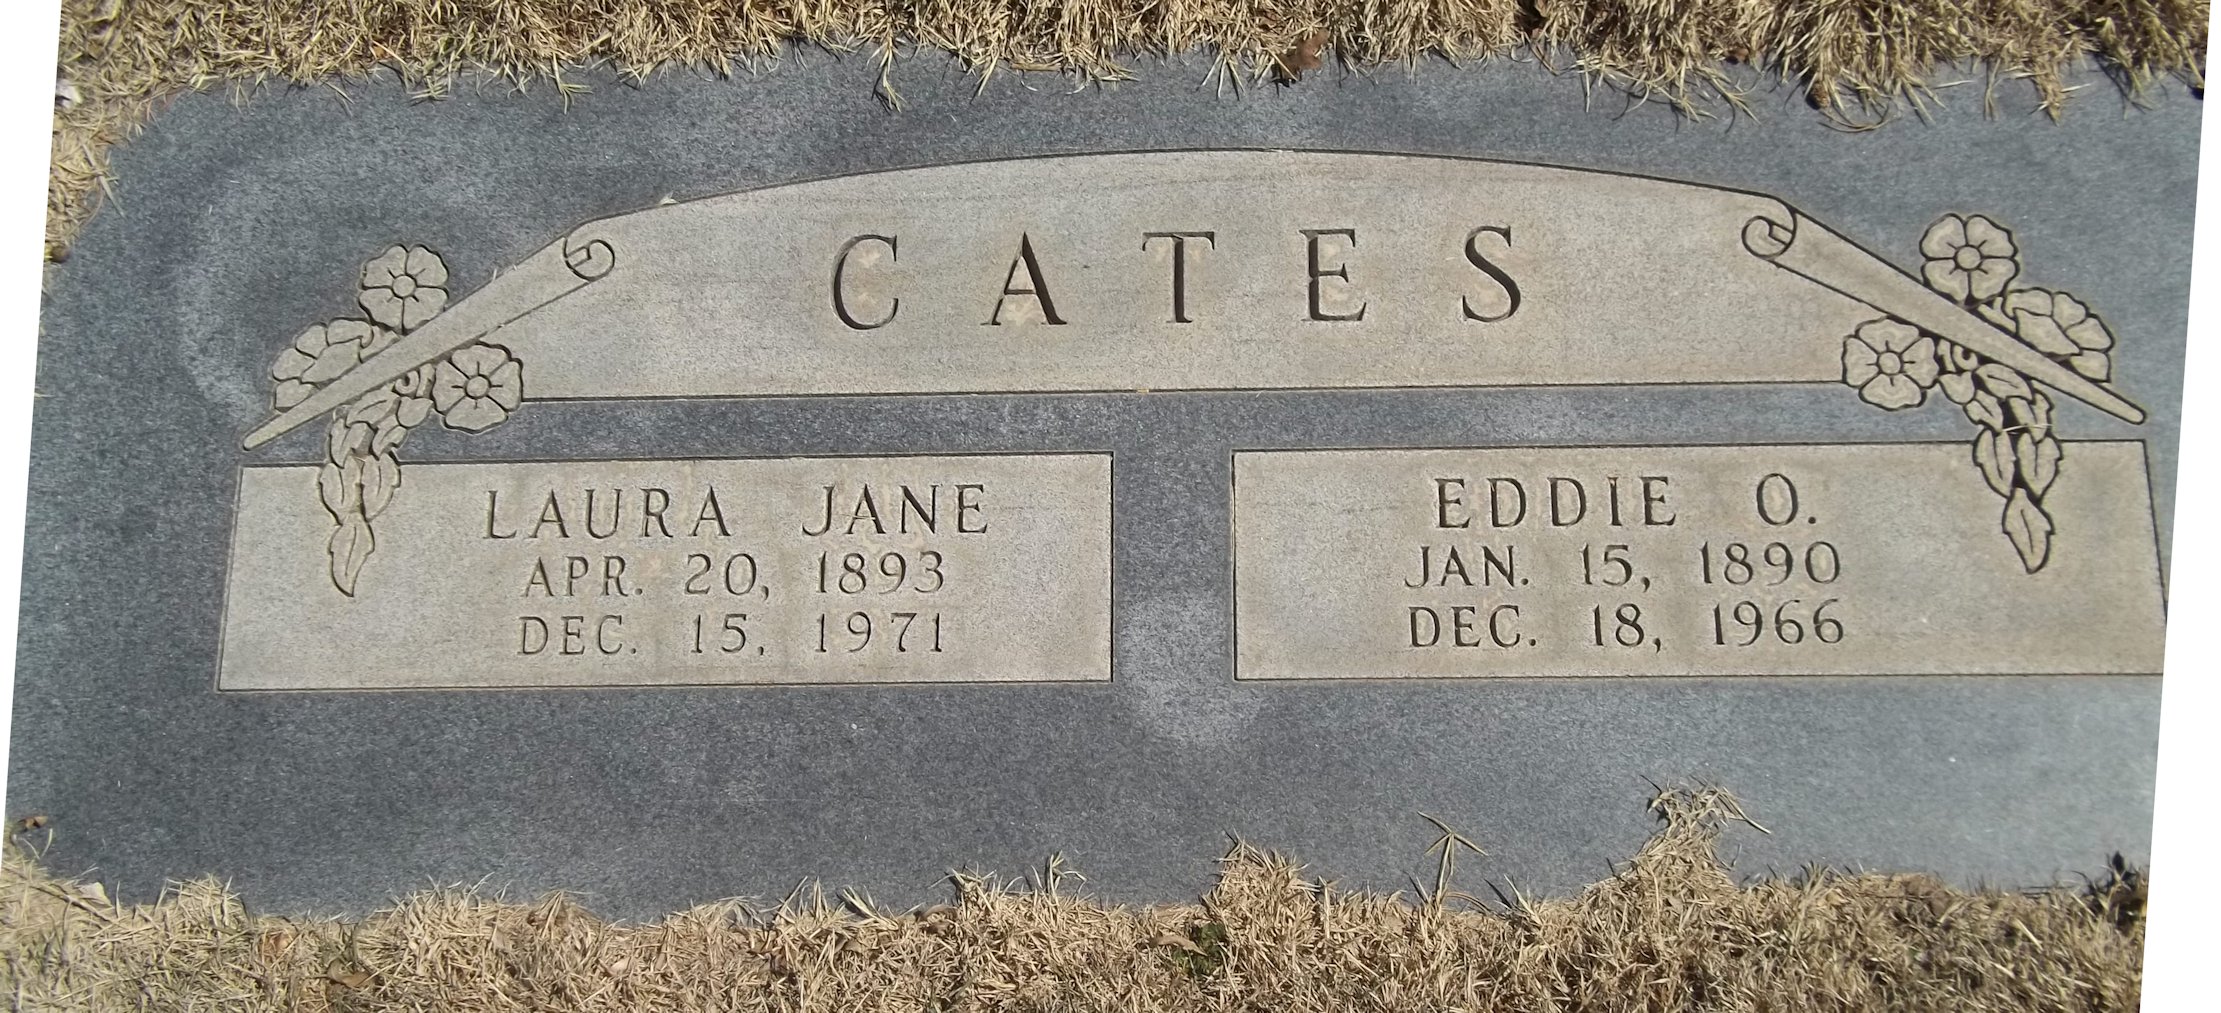 CATES
LAURA JANE
APR. 20, 1893
DEC. 15, 1971
EDDIE O.
JAN. 15, 1890
DEC. 18, 1966